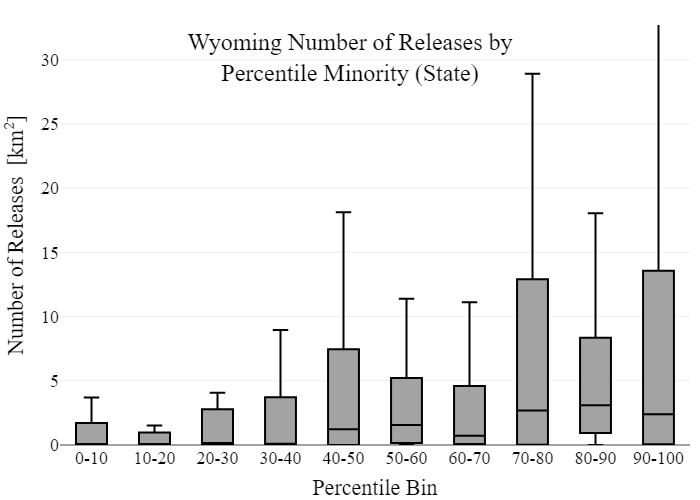 Wyoming Number of Releases by
Percentile Minority (State)
Number of Releases [km²]
30
25
20
15
10
5
0
0-10 10-20 20-30 30-40 40-50 50-60 60-70 70-80 80-90 90-100
Percentile Bin